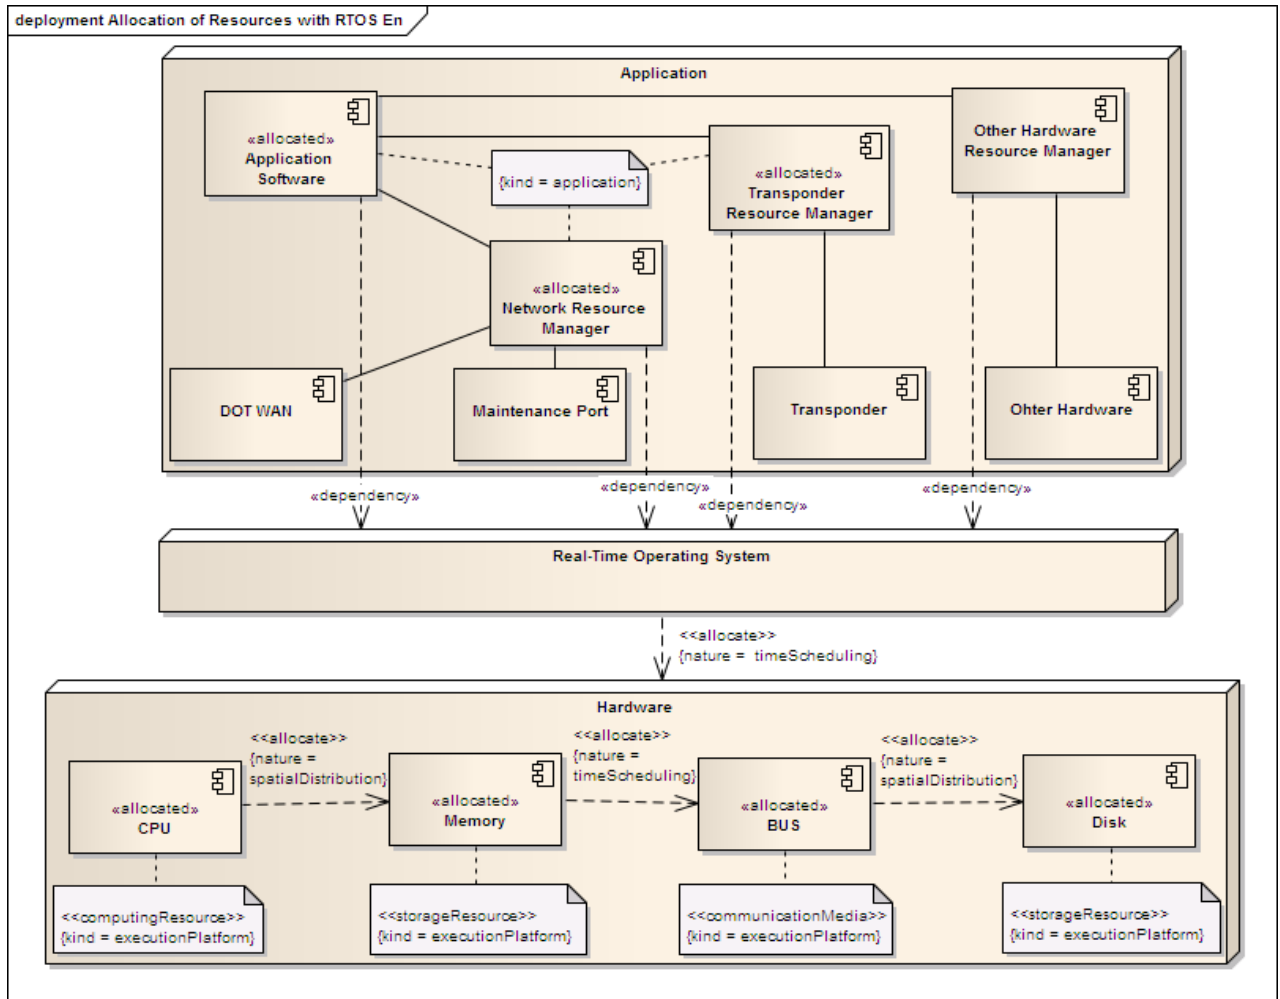 deployment Allocation of Resources with RTOS En
Application
«allocated»
Application
Software
{kind = application}
«allocated»
Transponder
Resource Manager
Other Hardware
Resource Manager
«allocated»
Network Resource
Manager
DOT WAN
Maintenance Port
Transponder
Ohter Hardware
«dependency»
«dependency»
«dependency»
«dependency»
Real-Time Operating System
<<allocate>>
{nature = timeScheduling}
Hardware
<<allocate>>
{nature =
spatialDistribution}
<<allocate>>
{nature =
timeScheduling}
<<allocate>>
{nature =
spatialDistribution}
«allocated»
CPU
«allocated»
Memory
«allocated»
BUS
«allocated»
Disk
<<computingResource>>
{kind = executionPlatform}
<<storageResource>>
{kind = executionPlatform}
<<communicationMedia>>
{kind = executionPlatform}
<<storageResource>>
{kind = executionPlatform}